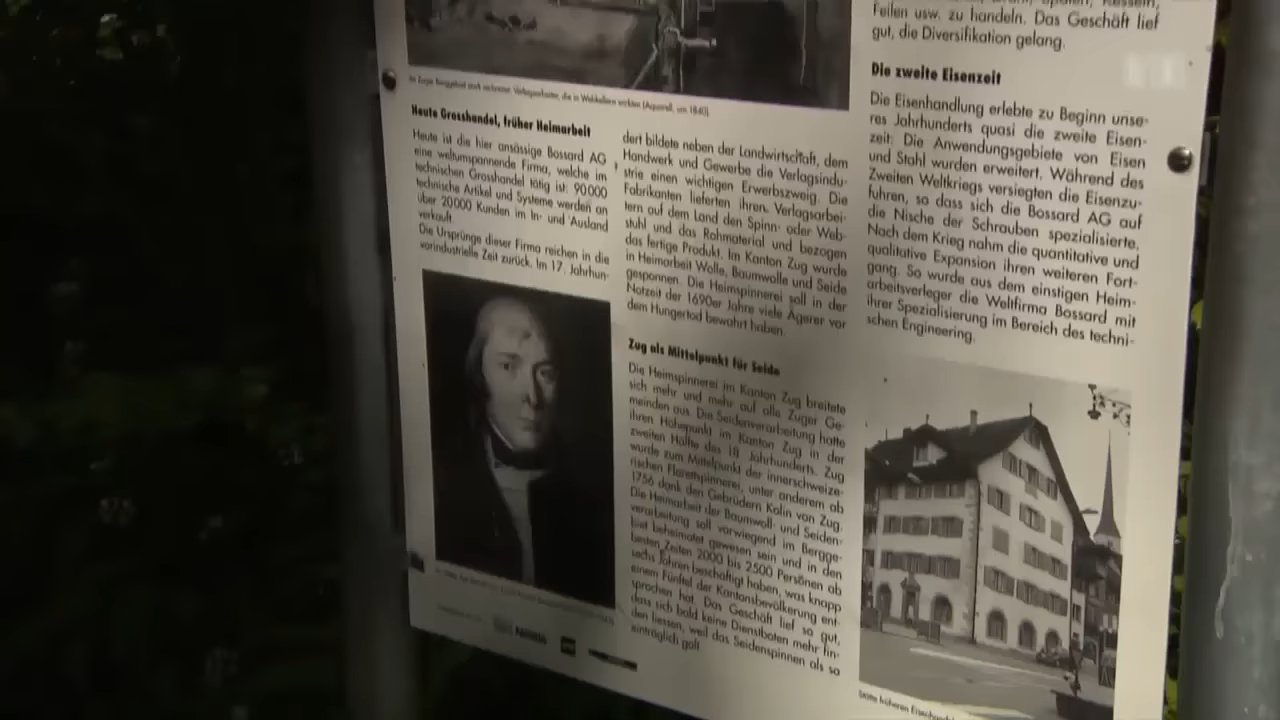 Im Zuger Berggebiet stark verbreitet: Verlagsarbeiter, die in Webkellern wirkten (Aquarell, um 1840).
Heute Grosshandel, früher Heimarbeit
Heute ist die hier ansässige Bossard AG
eine weltumspannende Firma, welche im
technischen Grosshandel tätig ist: 90000
technische Artikel und Systeme werden an
über 20000 Kunden im In- und Ausland
verkauft.
Die Ursprünge dieser Firma reichen in die
vorindustrielle Zeit zurück. Im 17. Jahrhun-
dert bildete neben der Landwirtschaft, dem
Handwerk und Gewerbe die Verlagsindu-
strie einen wichtigen Erwerbszweig. Die
Fabrikanten lieferten ihren Verlagsarbei-
tern auf dem Land den Spinn- oder Web-
stuhl und das Rohmaterial und bezogen
das fertige Produkt. Im Kanton Zug wurde
in Heimarbeit Wolle, Baumwolle und Seide
gesponnen. Die Heimspinnerei soll in der
Notzeit der 1690er Jahre viele Ägerer vor
dem Hungertod bewahrt haben.
Zug als Mittelpunkt für Seide
Die Heimspinnerei im Kanton Zug breitete
sich mehr und mehr auf alle Zuger Ge-
meinden aus. Die Seidenverarbeitung hatte
ihren Höhepunkt im Kanton Zug in der
zweiten Hälfte des 18. Jahrhunderts. Zug
wurde zum Mittelpunkt der innerschweize-
rischen Florettspinnerei, unter anderem ab
1756 dank den Gebrüdern Kolin von Zug.
Die Heimarbeit der Baumwoll- und Seiden-
verarbeitung soll vorwiegend im Bergge-
biet beheimatet gewesen sein und in den
besten Zeiten 2000 bis 2500 Personen ab
sechs Jahren beschäftigt haben, was knapp
einem Fünftel der Kantonsbevölkerung ent-
sprochen hat. Das Geschäft lief so gut,
dass sich bald keine Dienstboten mehr fin-
den liessen, weil das Seidenspinnen als so
einträglich galt.
Feilen usw. zu handeln. Das Geschäft lief
gut, die Diversifikation gelang.
Die zweite Eisenzeit
Die Eisenhandlung erlebte zu Beginn unse-
res Jahrhunderts quasi die zweite Eisen-
zeit: Die Anwendungsgebiete von Eisen
und Stahl wurden erweitert. Während des
Zweiten Weltkriegs versiegten die Eisenzu-
fuhren, so dass sich die Bossard AG auf
die Nische der Schrauben spezialisierte.
Nach dem Krieg nahm die quantitative und
qualitative Expansion ihren weiteren Fort-
gang. So wurde aus dem einstigen Heim-
arbeitsverleger die Weltfirma Bossard mit
ihrer Spezialisierung im Bereich des techni-
schen Engineering.